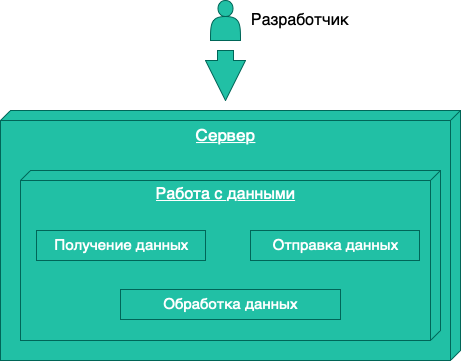 Разработчик
Сервер
Работа с данными
Получение данных
Отправка данных
Обработка данных